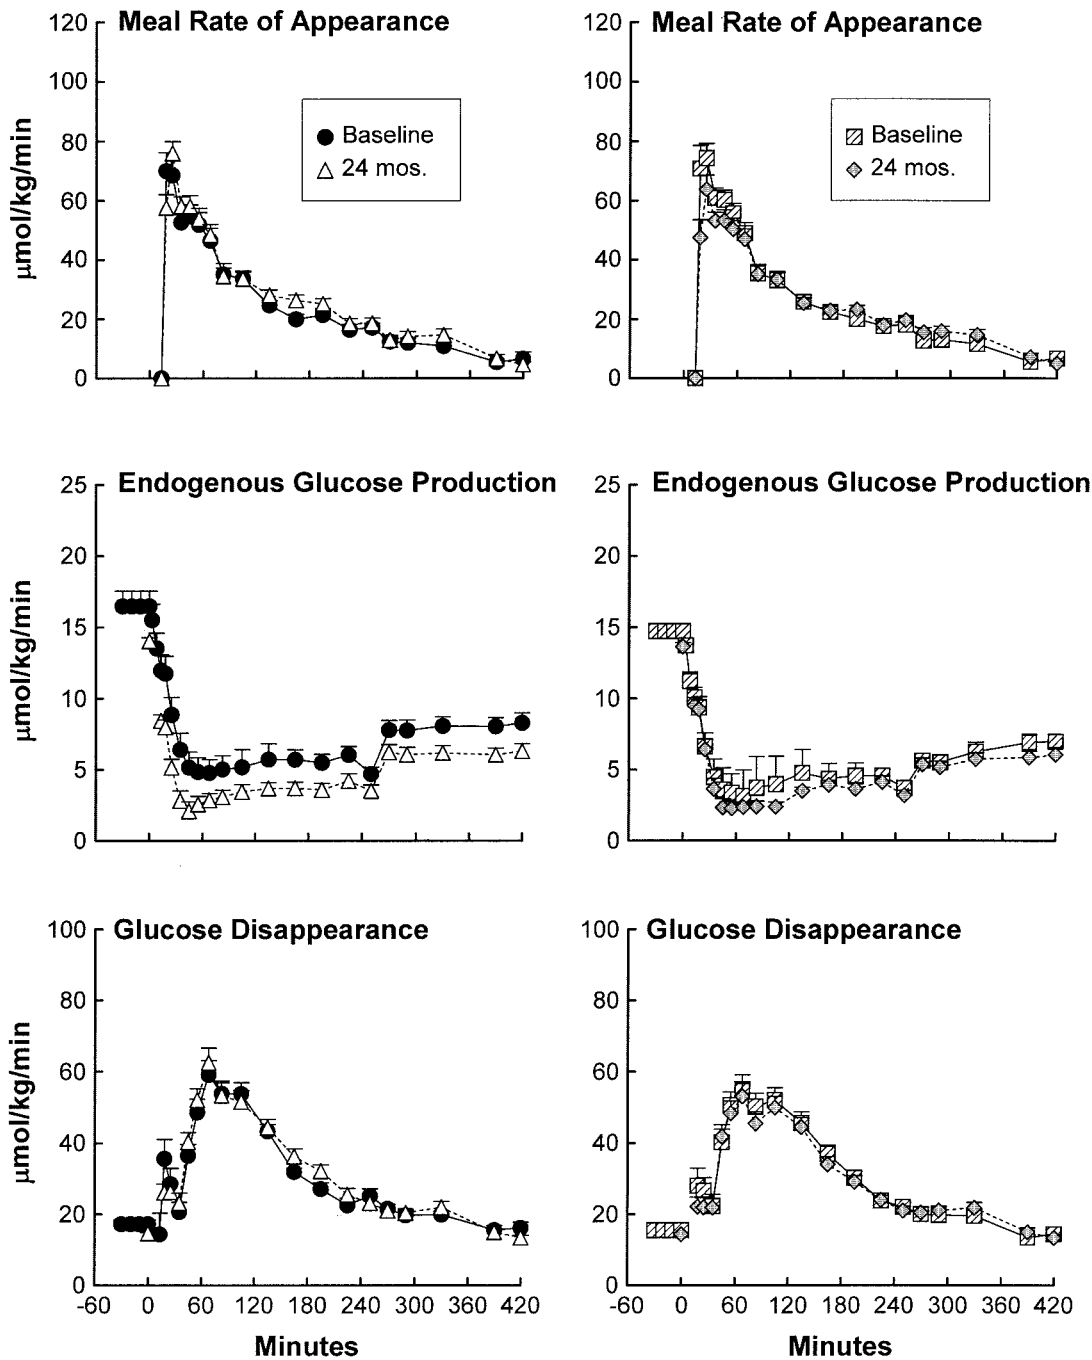 Meal Rate of Appearance
120
100
80
60
40
20
0
µmol/kg/min
Baseline
24 mos.
Meal Rate of Appearance
120
100
80
60
40
20
0
Baseline
24 mos.
Endogenous Glucose Production
25
20
15
10
5
0
µmol/kg/min
Endogenous Glucose Production
25
20
15
10
5
0
Glucose Disappearance
100
80
60
40
20
0
µmol/kg/min
-60 0 60 120 180 240 300 360 420
Minutes
Glucose Disappearance
100
80
60
40
20
0
-60 0 60 120 180 240 300 360 420
Minutes